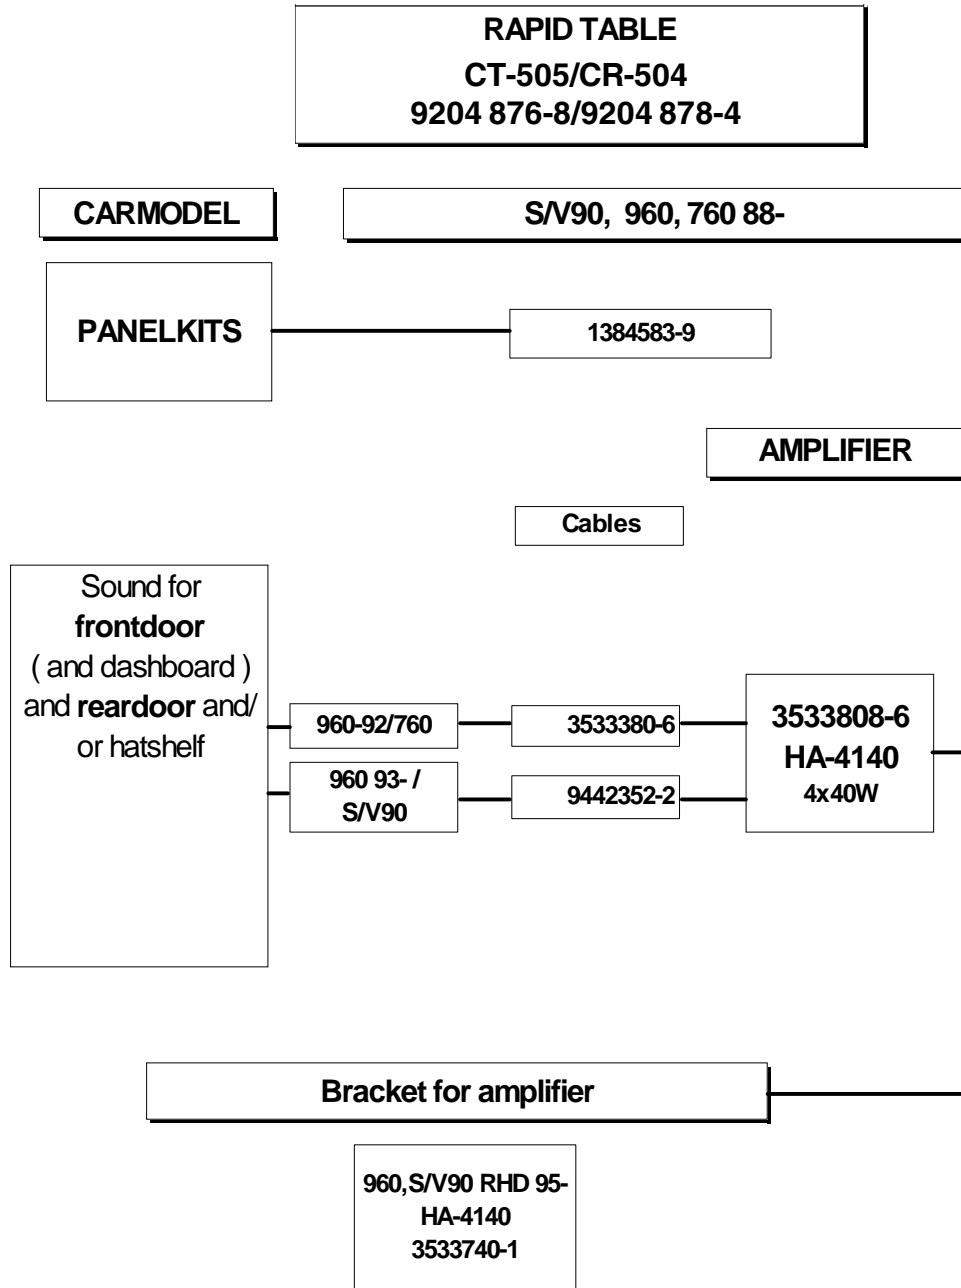 RAPID TABLE
CT-505/CR-504
9204 876-8/9204 878-4
CARMODEL
S/V90, 960, 760 88-
PANELKITS
1384583-9
AMPLIFIER
Cables
Sound for
frontdoor
( and dashboard )
and reardoor and/
or hatshelf
960-92/760
3533380-6
960 93- /
S/V90
9442352-2
3533808-6
HA-4140
4x40W
Bracket for amplifier
960,S/V90 RHD 95-
HA-4140
3533740-1